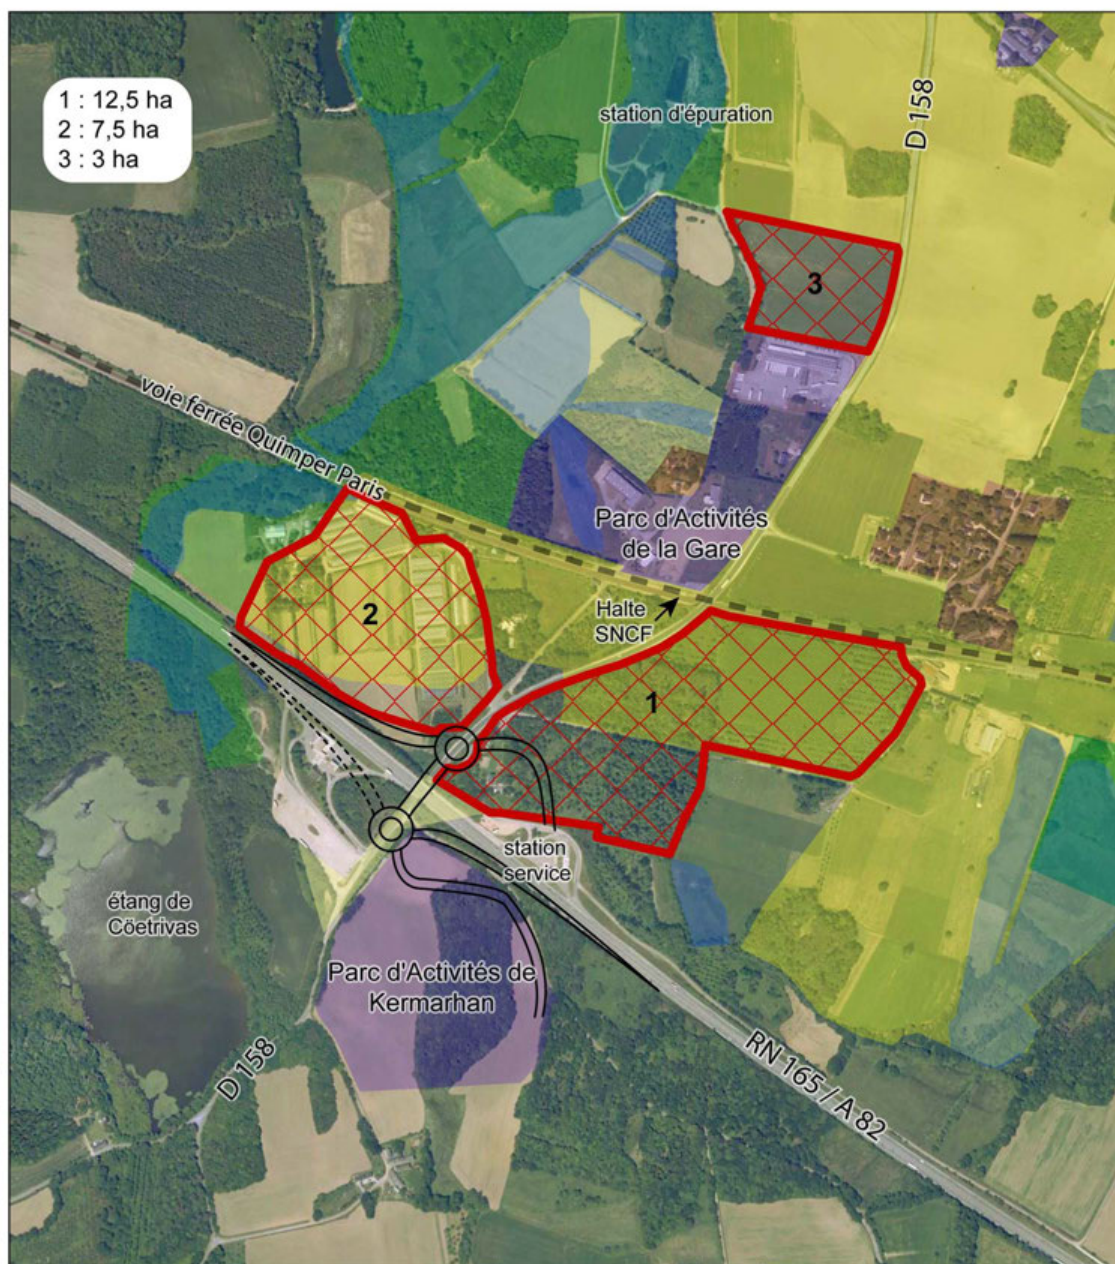 1 : 12,5 ha
2 : 7,5 ha
3 : 3 ha
station d'épuration
D 158
3
voie ferrée Quimper Paris
Parc d'Activités
de la Gare
2
Halte
SNCF
1
station
service
étang de
Cöetrivas
Parc d'Activités de
Kermarhan
D 158
RN 165 / A 82